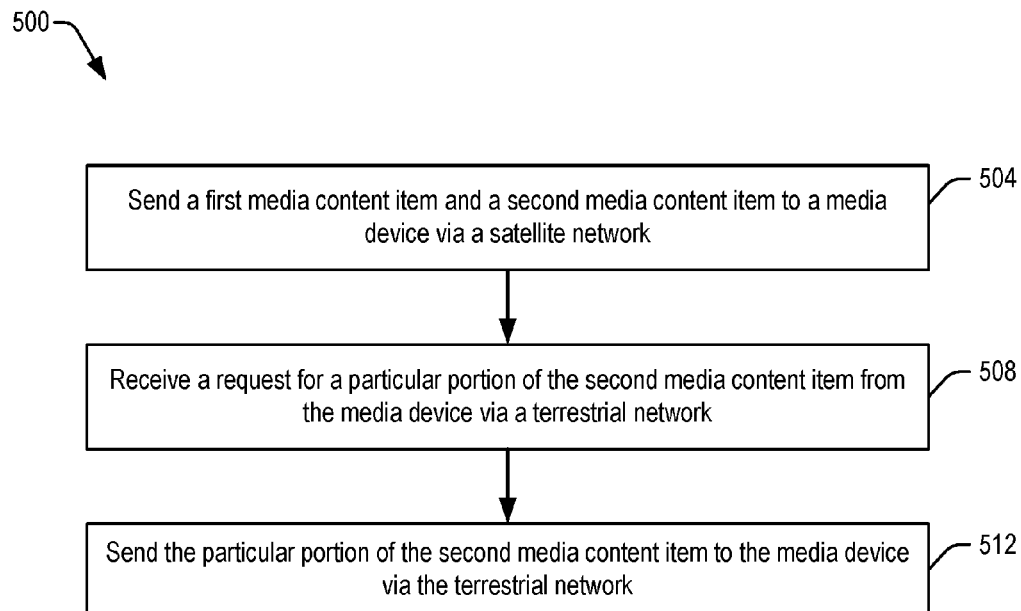 500
Send a first media content item and a second media content item to a media
device via a satellite network
504
Receive a request for a particular portion of the second media content item from
the media device via a terrestrial network
508
Send the particular portion of the second media content item to the media device
via the terrestrial network
512